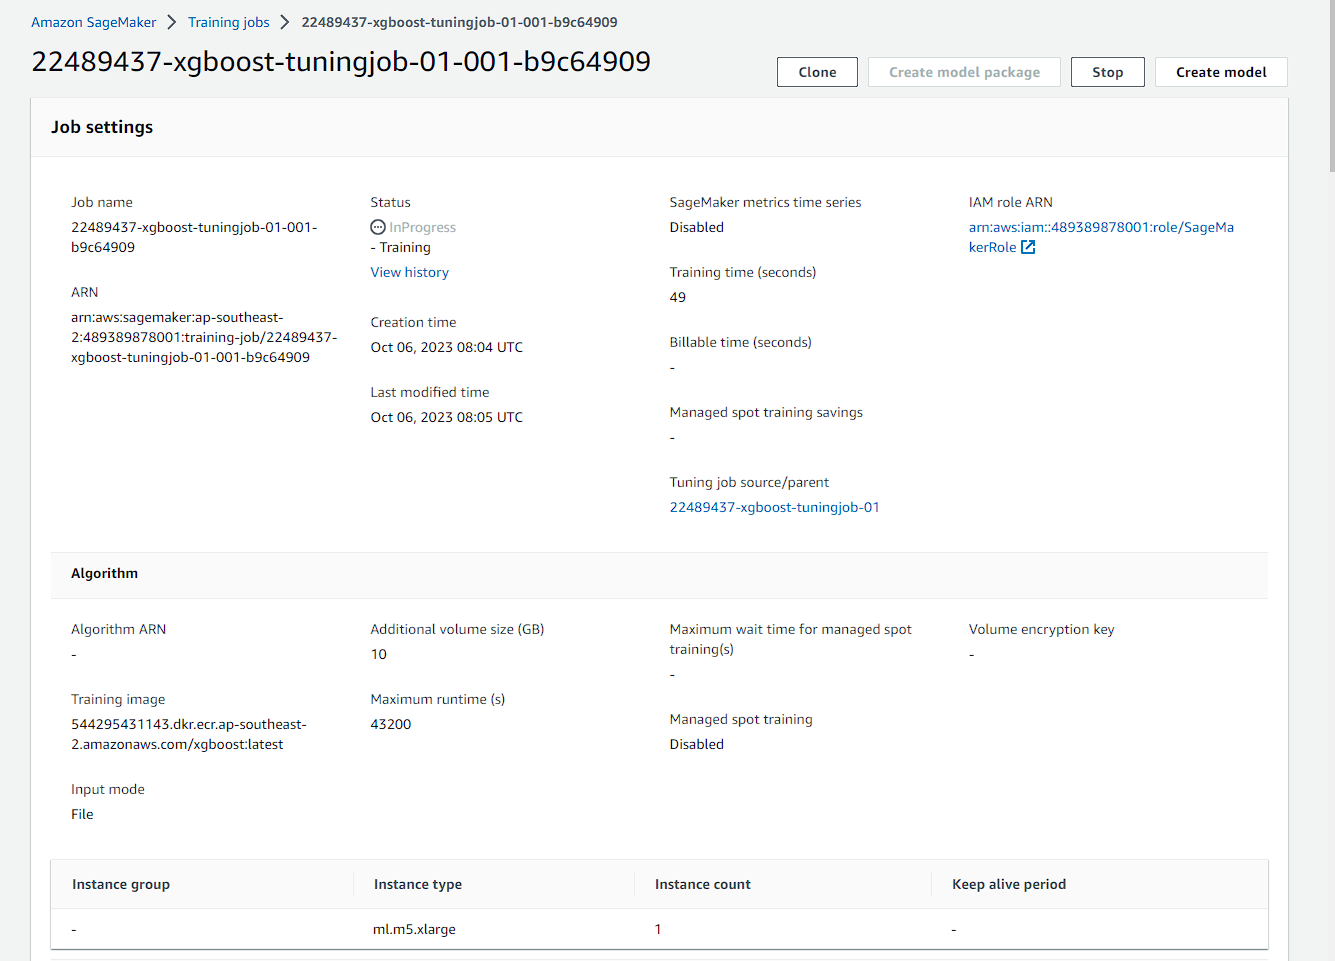 Amazon SageMaker > Training jobs > 22489437-xgboost-tuningjob-01-001-b9c64909
22489437-xgboost-tuningjob-01-001-b9c64909
Clone
Create model package
Stop
Create model
Job settings
Job name
22489437-xgboost-tuningjob-01-001-
b9c64909
ARN
arn:aws:sagemaker:ap-southeast-
2:489389878001:training-job/22489437-
xgboost-tuningjob-01-001-b9c64909
Status
InProgress
- Training
View history
Creation time
Oct 06, 2023 08:04 UTC
Last modified time
Oct 06, 2023 08:05 UTC
SageMaker metrics time series
Disabled
Training time (seconds)
49
Billable time (seconds)
-
Managed spot training savings
-
Tuning job source/parent
22489437-xgboost-tuningjob-01
IAM role ARN
arn:aws:iam::489389878001:role/SageMa
kerRole
Algorithm
Algorithm ARN
-
Training image
544295431143.dkr.ecr.ap-southeast-
2.amazonaws.com/xgboost:latest
Input mode
File
Additional volume size (GB)
10
Maximum runtime (s)
43200
Maximum wait time for managed spot
training(s)
-
Managed spot training
Disabled
Volume encryption key
-
Instance group Instance type Instance count Keep alive period
- ml.m5.xlarge 1 -